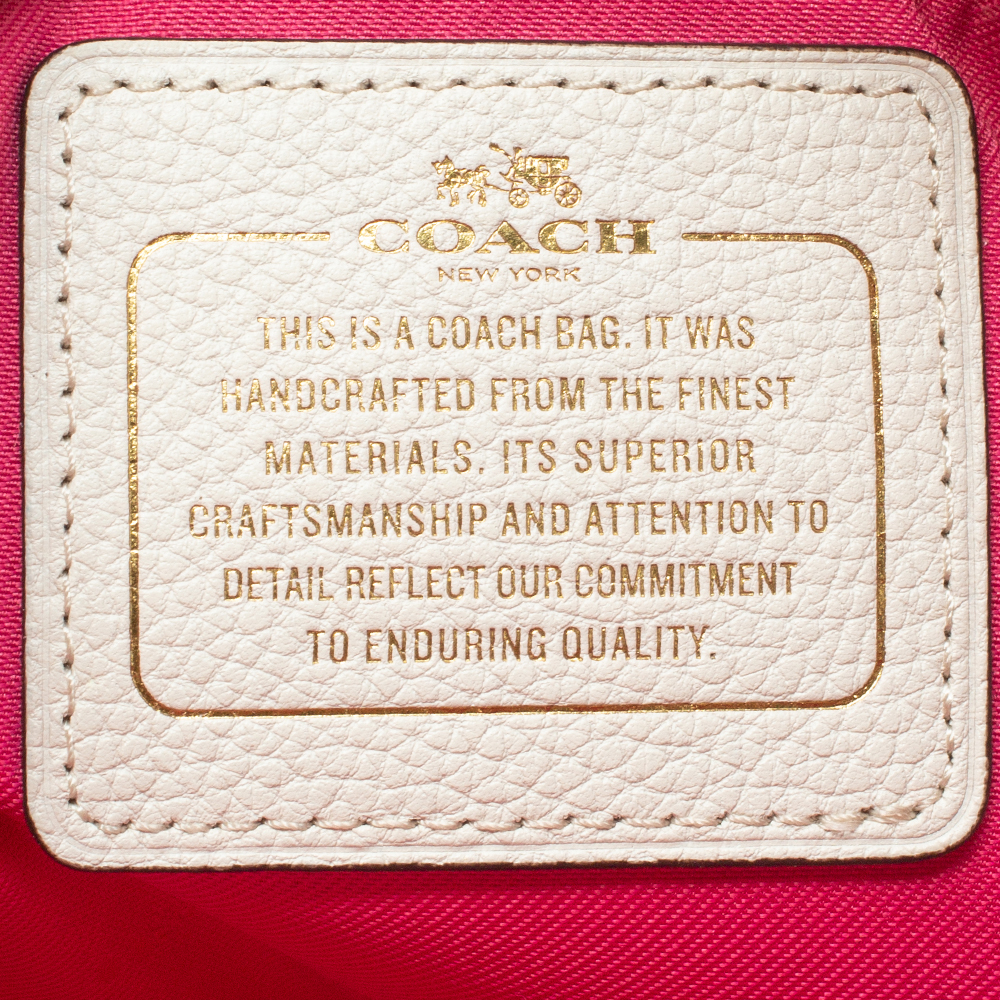 COACH
NEW YORK
THIS IS A COACH BAG. IT WAS
HANDCRAFTED FROM THE FINEST
MATERIALS. ITS SUPERIOR
CRAFTSMANSHIP AND ATTENTION TO
DETAIL REFLECT OUR COMMITMENT
TO ENDURING QUALITY.